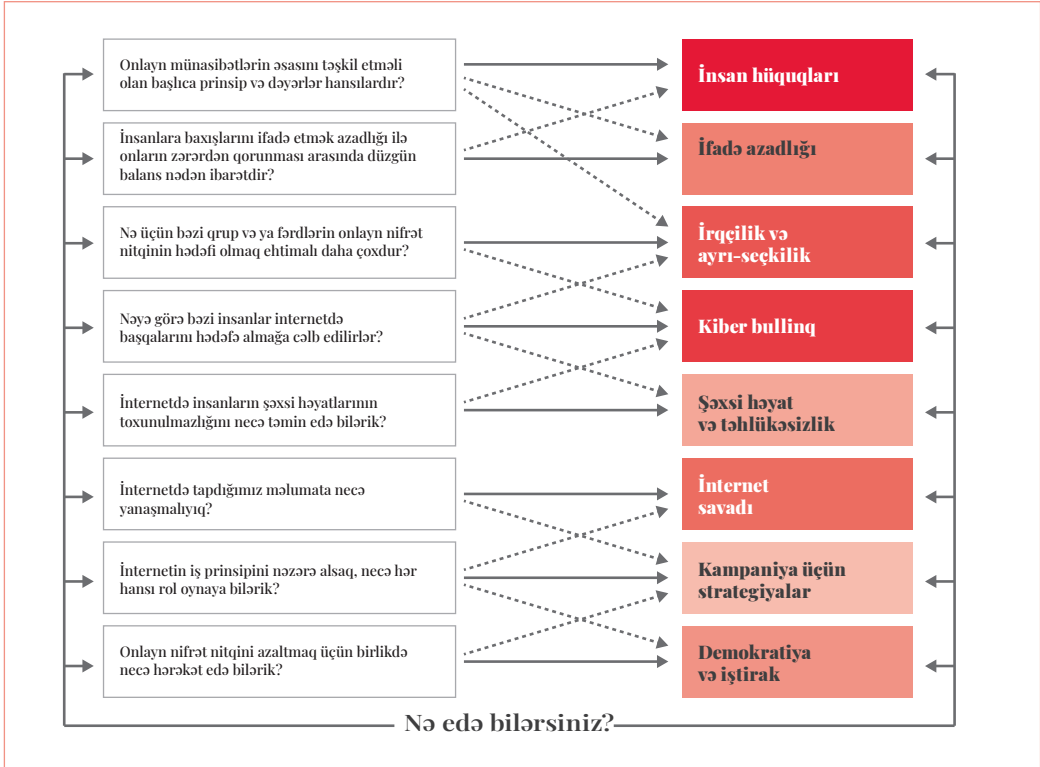 Onlayn münasibətlərin əsasını təşkil etməli
olan başlıca prinsip və dəyərlər hansılardır?
İnsan hüquqları
İnsanlara baxışlarını ifadə etmək azadlığı ilə
onların zərərdən qorunması arasında düzgün
balans nədən ibarətdir?
İfadə azadlığı
Nə üçün bəzi qrup və ya fərdlərin onlayn nifrət
nitqinin hədəfi olmaq ehtimalı daha çoxdur?
İrqçilik və
ayrı-seçkilik
Nəyə görə bəzi insanlar internetdə
başqalarını hədəfə almağa cəlb edilirlər?
Kiber bullinq
İnternetdə insanların şəxsi həyatlarının
toxunulmazlığını necə təmin edə bilərik?
Şəxsi həyat
və təhlükəsizlik
İnternetdə tapdığımız məlumata necə
yanaşmalıyıq?
İnternet
savadı
İnternetin iş prinsipini nəzərə alsaq, necə hər
hansı rol oynaya bilərik?
Kampaniya üçün
strategiyalar
Onlayn nifrət nitqini azaltmaq üçün birlikdə
necə hərəkət edə bilərik?
Demokratiya
və iştirak
Nə edə bilərsiniz?